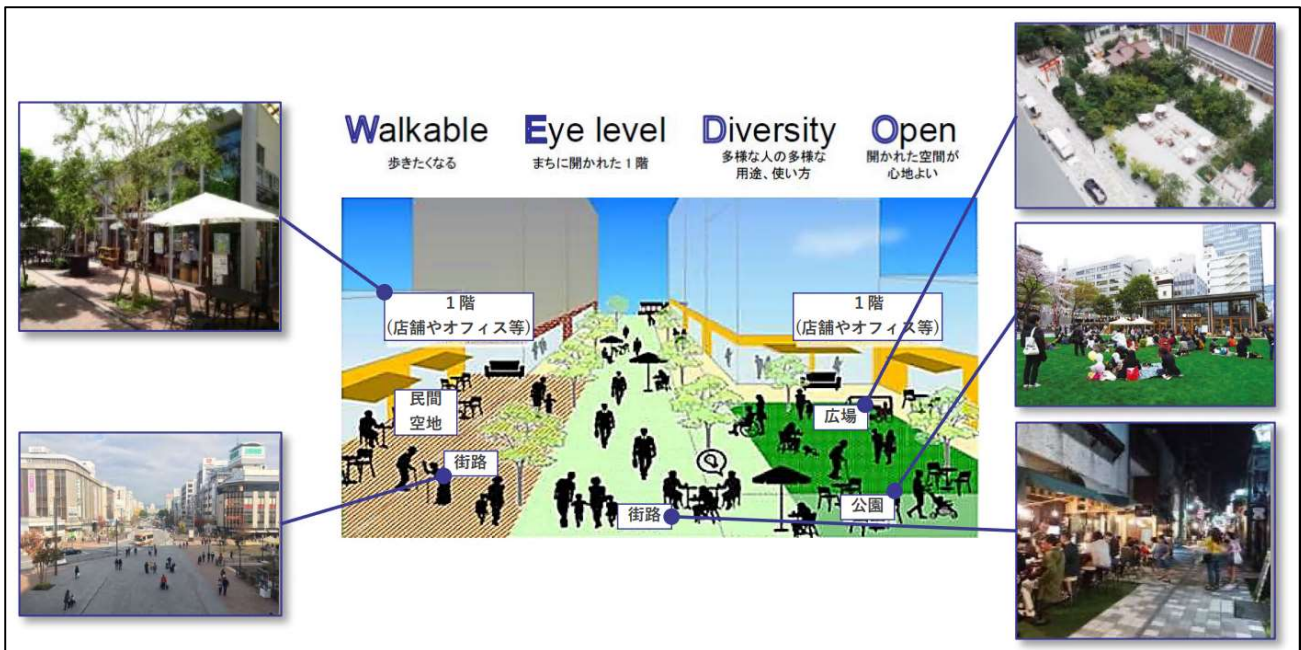 Walkable
歩きたくなる
Eye level
まちに開かれた１階
Diversity
多様な人の多様な
用途、使い方
Open
開かれた空間が
心地よい
１階
(店舗やオフィス等)
１階
(店舗やオフィス等)
民間
空地
広場
街路
街路
公園